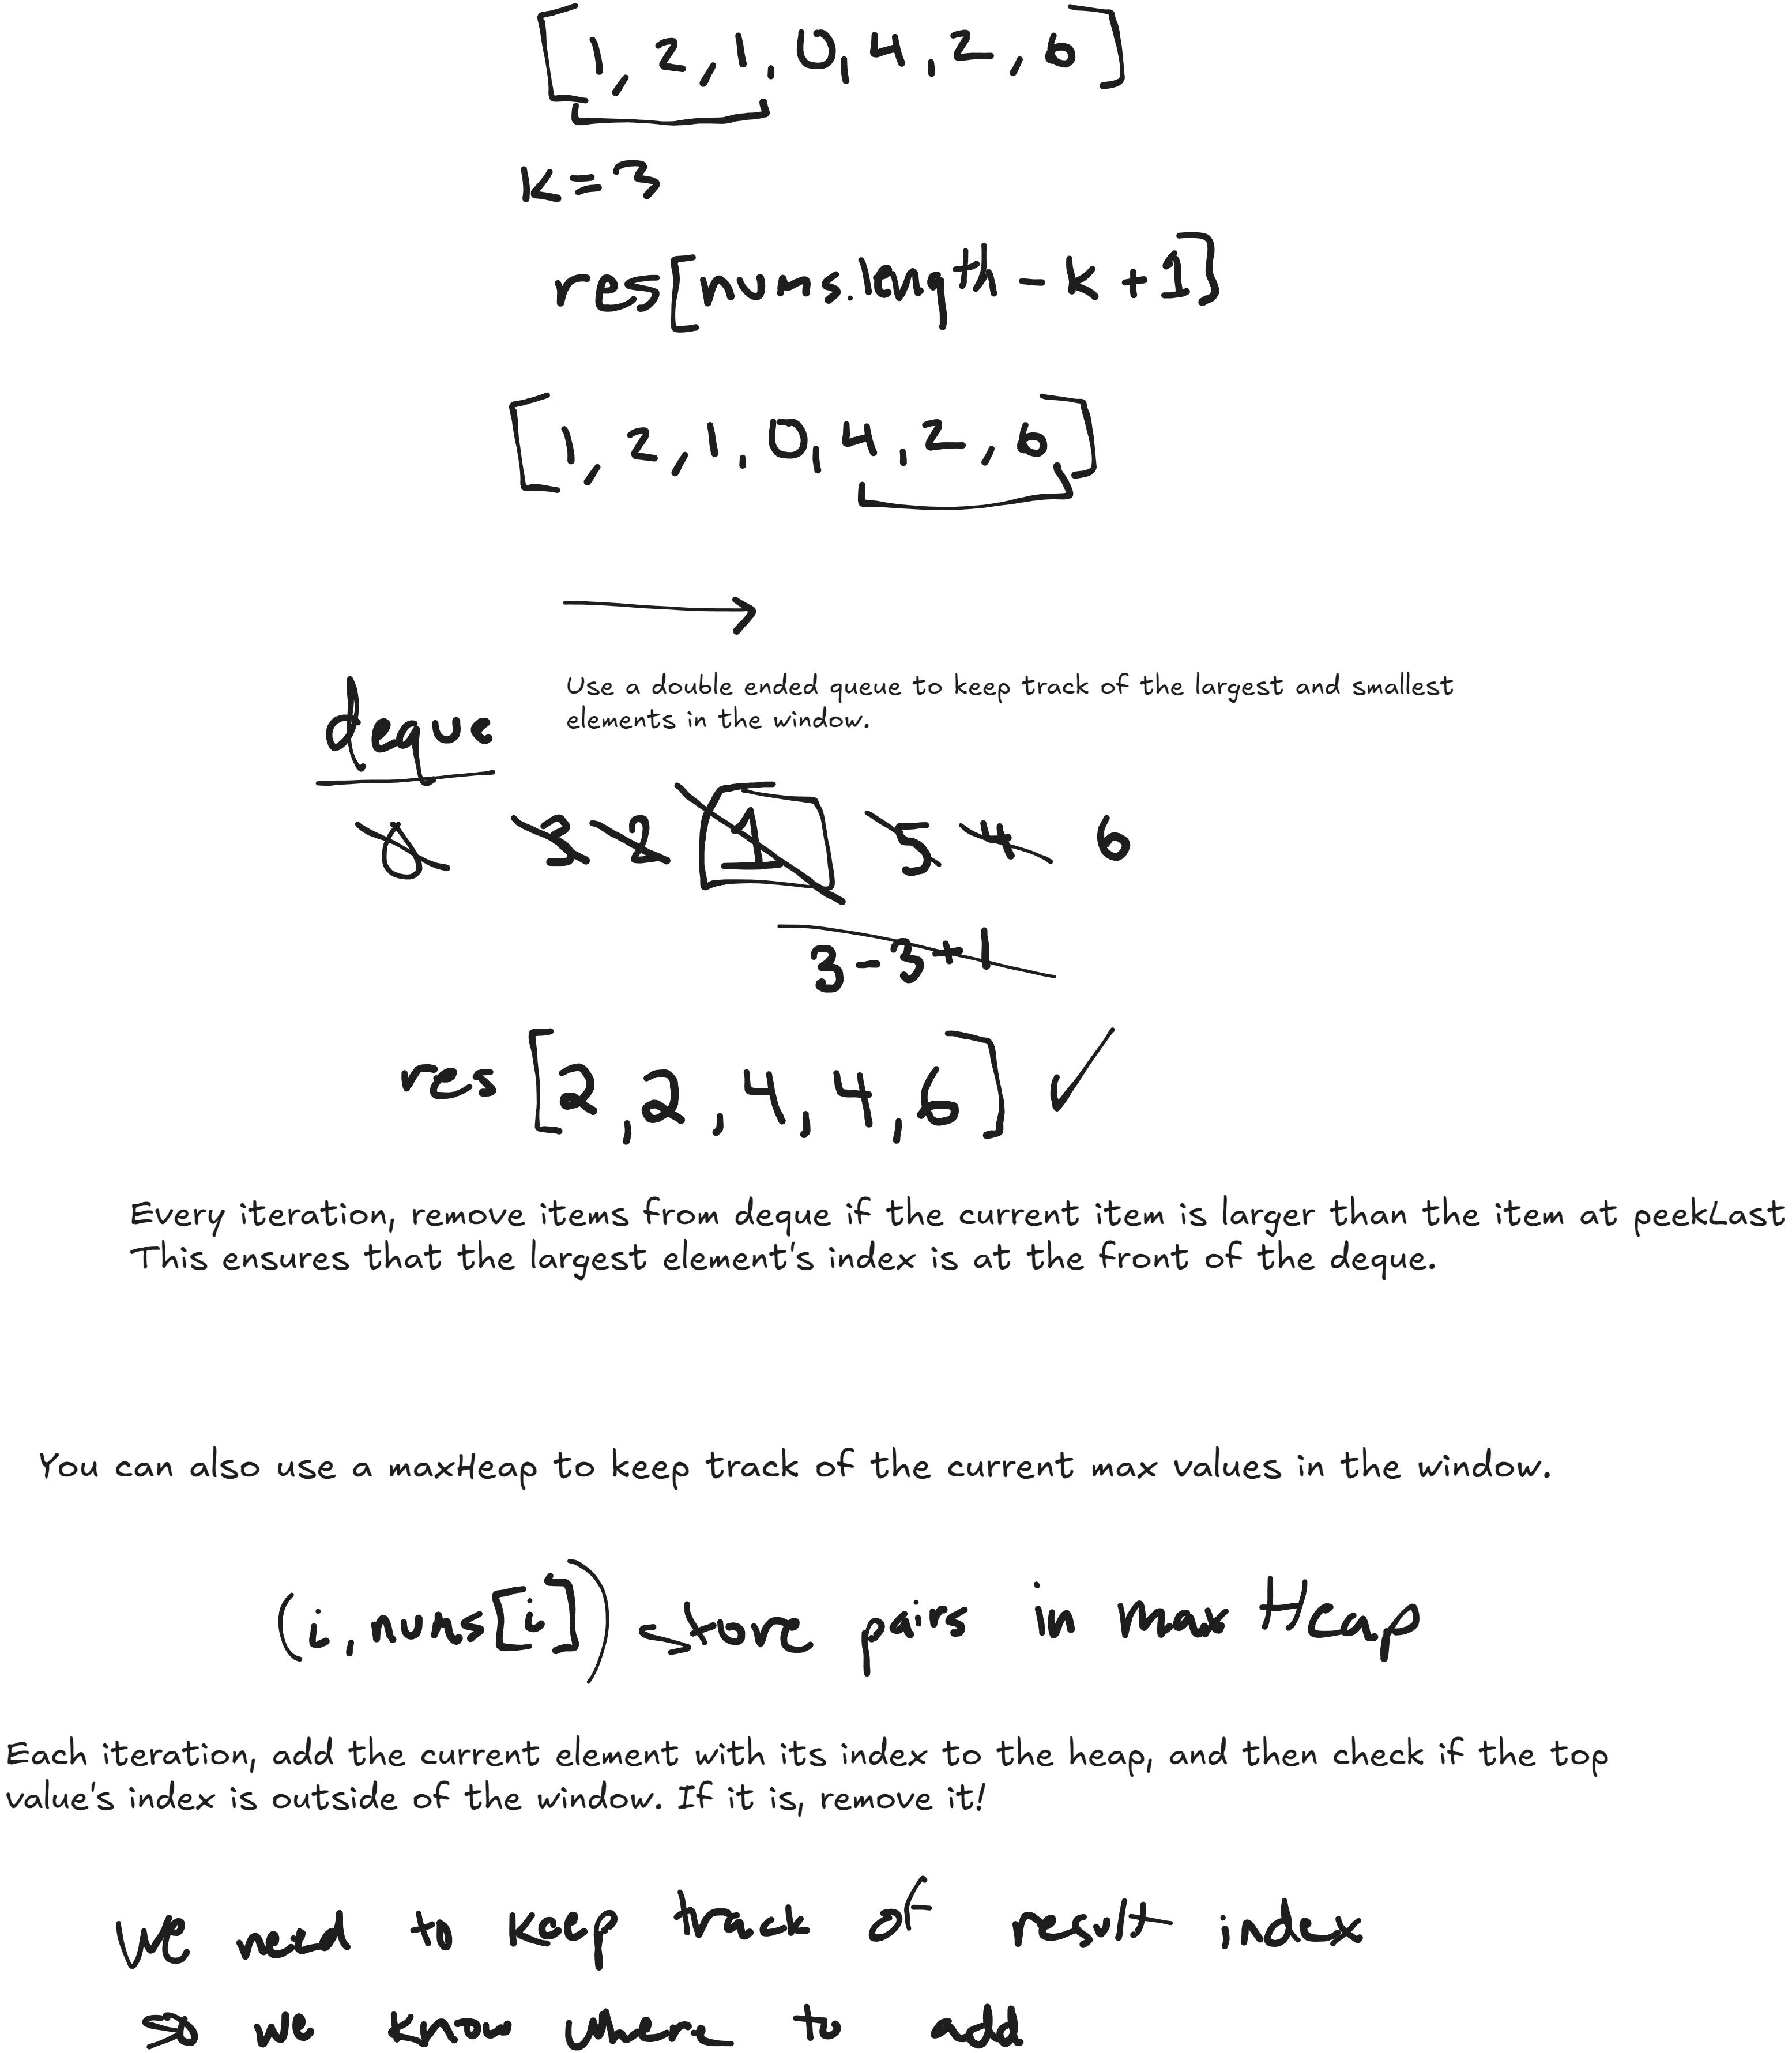 [1, 2, 1, 0, 4, 2, 6]
K = 3
res[nums.length - k + 1]
[1, 2, 1, 0, 4, 2, 6]
deque
Use a double ended queue to keep track of the largest and smallest
elements in the window.
0 3 2 1 5 4 6
3 - 3 + 1
res [2, 2, 4, 4, 6] ✓
Every iteration, remove items from deque if the current item is larger than the item at peekLast
This ensures that the largest element's index is at the front of the deque.
You can also use a maxHeap to keep track of the current max values in the window.
(i, nums[i]) store pairs in max Heap
Each iteration, add the current element with its index to the heap, and then check if the top
value's index is outside of the window. If it is, remove it!
We need to keep track of result index
so we know where to add